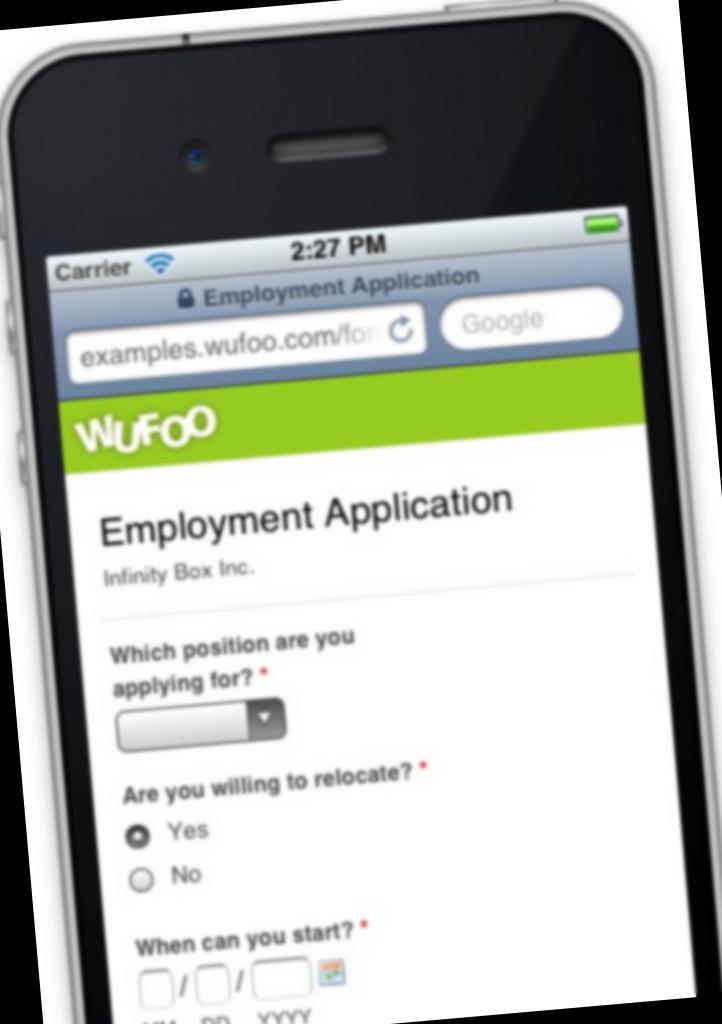 Carrier 2:27 PM
Employment Application
examples.wufoo.com/for Google
WUFOO
Employment Application
Infinity Box Inc.
Which position are you
applying for? *
Are you willing to relocate? *
Yes
No
When can you start? *
/ /
MM DD YYYY